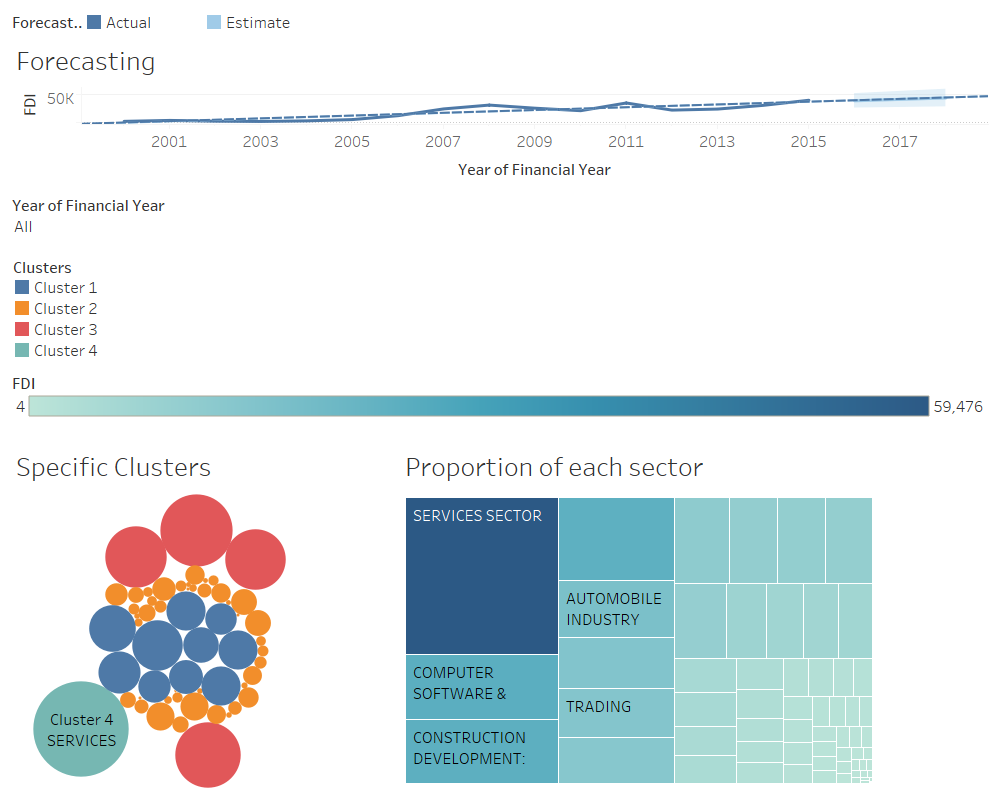 Forecast.. Actual Estimate
Forecasting
FDI
50K
2001 2003 2005 2007 2009 2011 2013 2015 2017
Year of Financial Year
Year of Financial Year
All
Clusters
Cluster 1
Cluster 2
Cluster 3
Cluster 4
FDI
4 59,476
Specific Clusters
Cluster 4
SERVICES
Proportion of each sector
SERVICES SECTOR
COMPUTER
SOFTWARE &
CONSTRUCTION
DEVELOPMENT:
AUTOMOBILE
INDUSTRY
TRADING